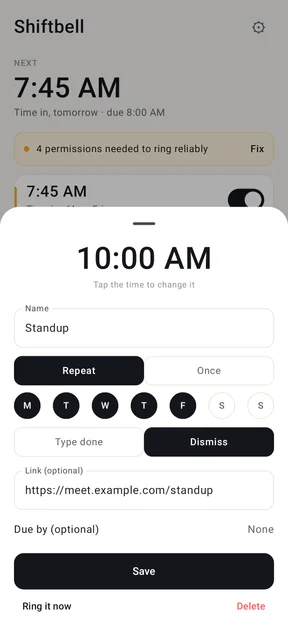 Shiftbell
NEXT
7:45 AM
Time in, tomorrow · due 8:00 AM
4 permissions needed to ring reliably Fix
7:45 AM
10:00 AM
Tap the time to change it
Name
Standup
Repeat Once
M T W T F S S
Type done Dismiss
Link (optional)
https://meet.example.com/standup
Due by (optional) None
Save
Ring it now Delete